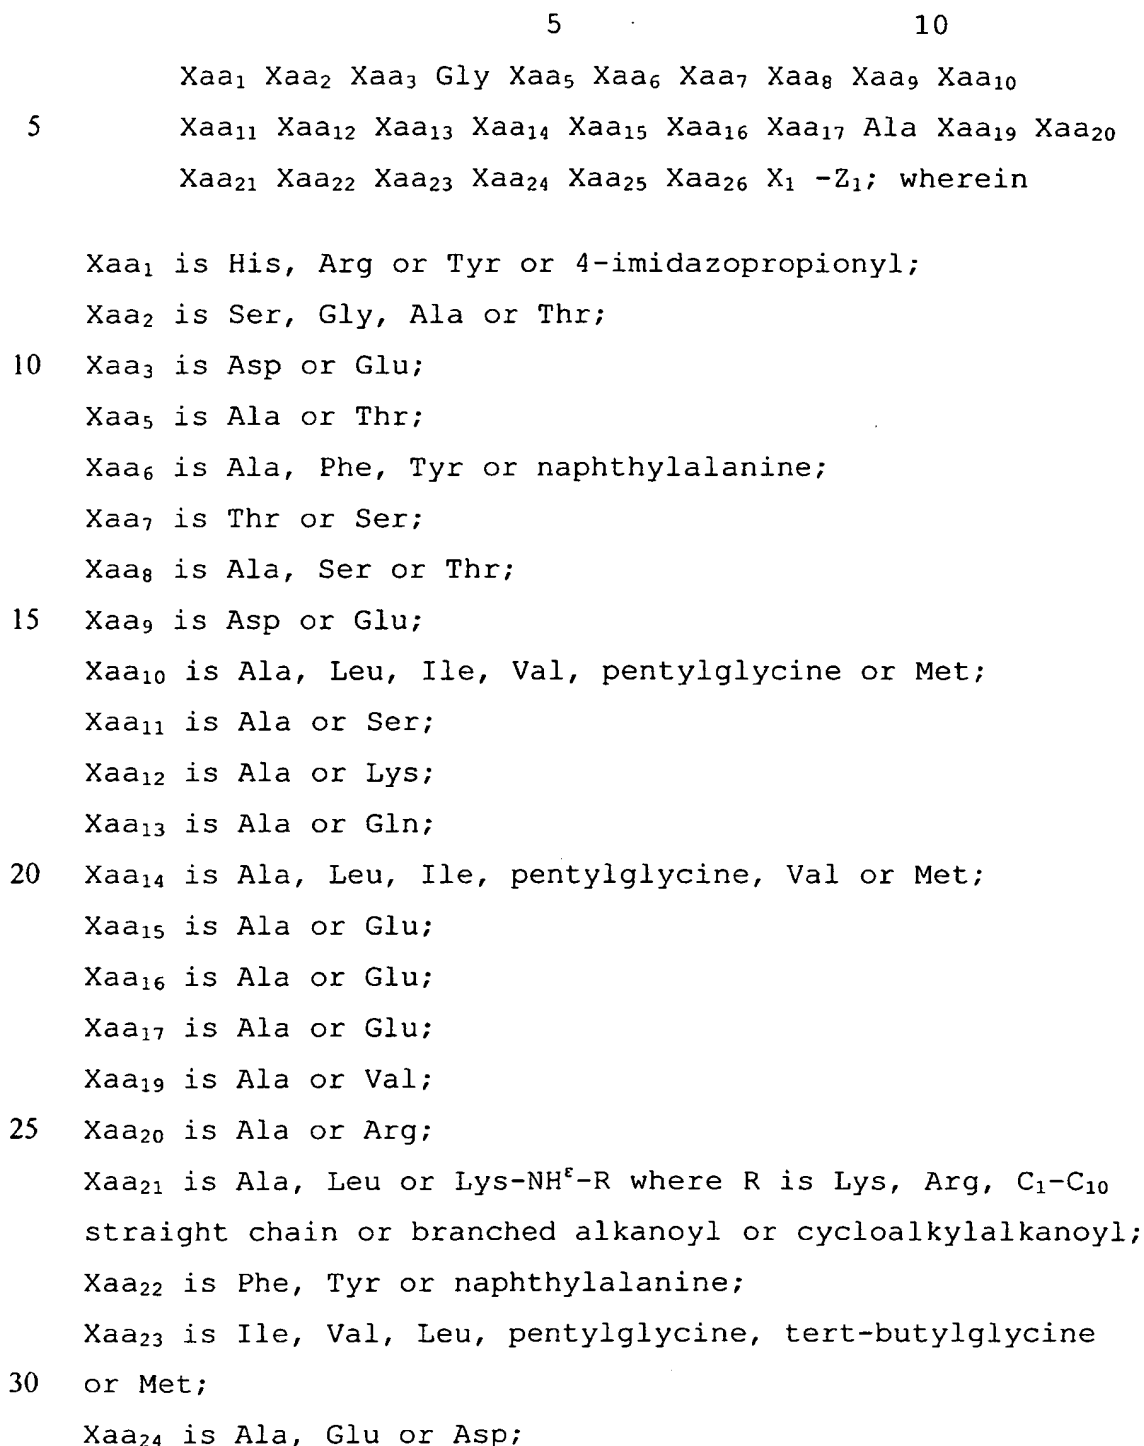 5 10
Xaa₁ Xaa₂ Xaa₃ Gly Xaa₅ Xaa₆ Xaa₇ Xaa₈ Xaa₉ Xaa₁₀
5 Xaa₁₁ Xaa₁₂ Xaa₁₃ Xaa₁₄ Xaa₁₅ Xaa₁₆ Xaa₁₇ Ala Xaa₁₉ Xaa₂₀
Xaa₂₁ Xaa₂₂ Xaa₂₃ Xaa₂₄ Xaa₂₅ Xaa₂₆ X₁ -Z₁; wherein
Xaa₁ is His, Arg or Tyr or 4-imidazopropionyl;
Xaa₂ is Ser, Gly, Ala or Thr;
10 Xaa₃ is Asp or Glu;
Xaa₅ is Ala or Thr;
Xaa₆ is Ala, Phe, Tyr or naphthylalanine;
Xaa₇ is Thr or Ser;
Xaa₈ is Ala, Ser or Thr;
15 Xaa₉ is Asp or Glu;
Xaa₁₀ is Ala, Leu, Ile, Val, pentylglycine or Met;
Xaa₁₁ is Ala or Ser;
Xaa₁₂ is Ala or Lys;
Xaa₁₃ is Ala or Gln;
20 Xaa₁₄ is Ala, Leu, Ile, pentylglycine, Val or Met;
Xaa₁₅ is Ala or Glu;
Xaa₁₆ is Ala or Glu;
Xaa₁₇ is Ala or Glu;
Xaa₁₉ is Ala or Val;
25 Xaa₂₀ is Ala or Arg;
Xaa₂₁ is Ala, Leu or Lys-NHᵋ-R where R is Lys, Arg, C₁-C₁₀
straight chain or branched alkanoyl or cycloalkylalkanoyl;
Xaa₂₂ is Phe, Tyr or naphthylalanine;
Xaa₂₃ is Ile, Val, Leu, pentylglycine, tert-butylglycine
30 or Met;
Xaa₂₄ is Ala, Glu or Asp;